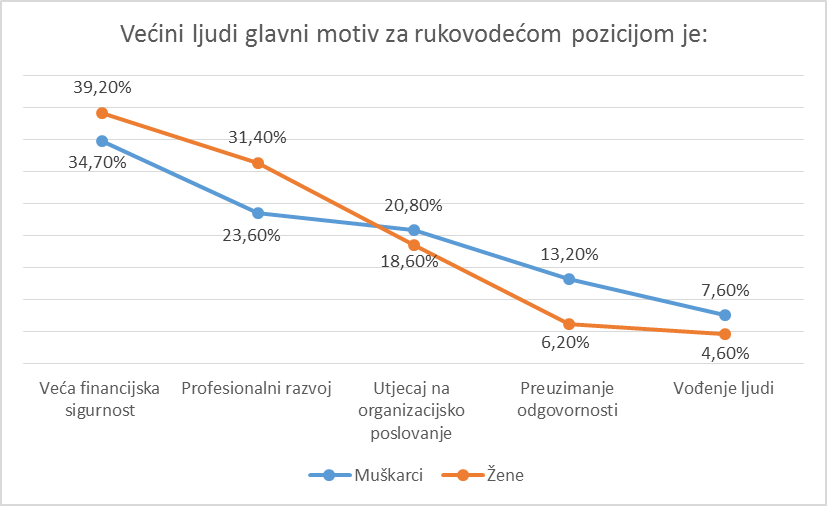 Većini ljudi glavni motiv za rukovodećom pozicijom je:
39,20%
31,40%
34,70%
20,80%
23,60%
18,60%
13,20%
7,60%
6,20%
4,60%
Veća financijska
sigurnost
Profesionalni razvoj
Utjecaj na
organizacijsko
poslovanje
Preuzimanje
odgovornosti
Vođenje ljudi
Muškarci
Žene